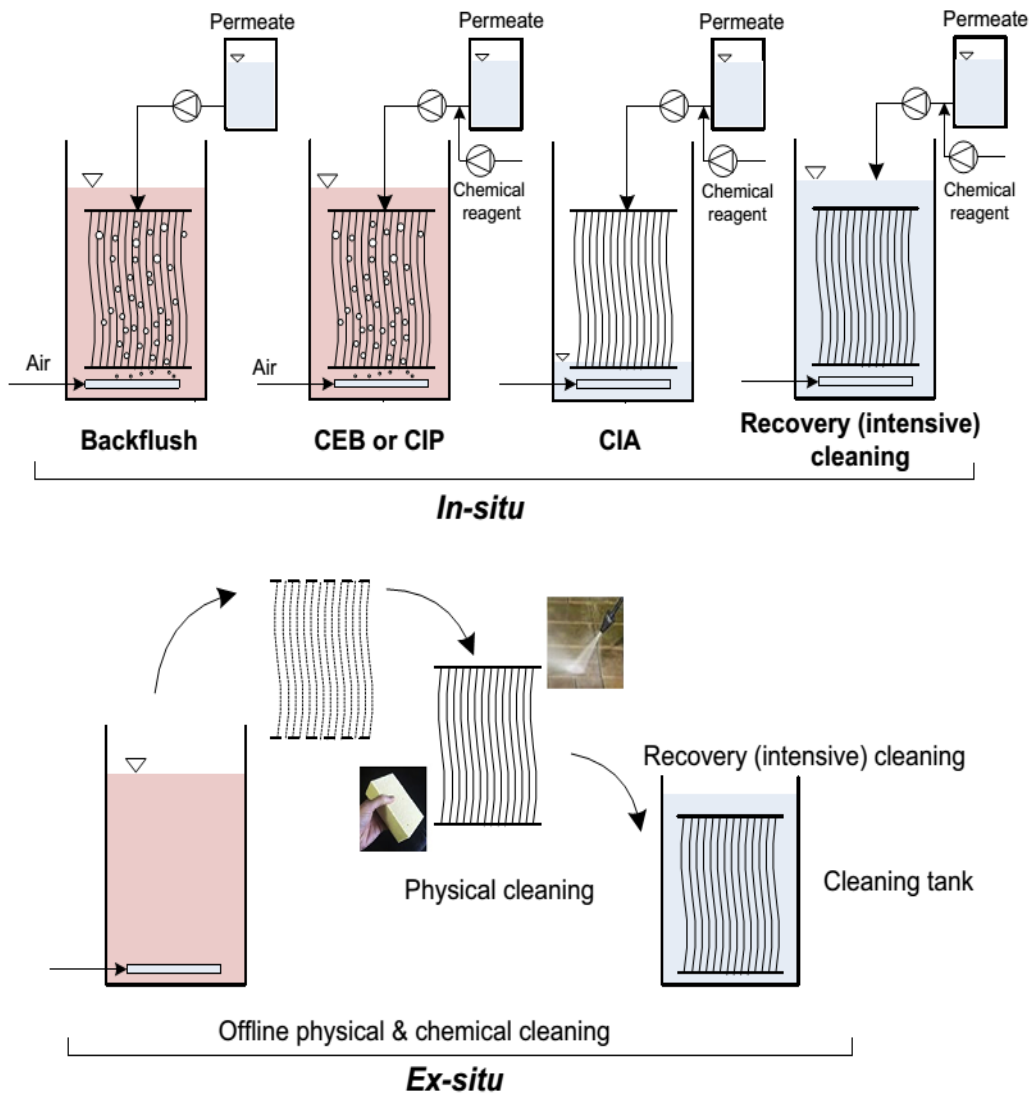 Permeate
Permeate
Permeate
Permeate
Chemical
reagent
Chemical
reagent
Chemical
reagent
Air
Air
Backflush
CEB or CIP
CIA
Recovery (intensive)
cleaning
In-situ
Recovery (intensive) cleaning
Physical cleaning
Cleaning tank
Offline physical & chemical cleaning
Ex-situ